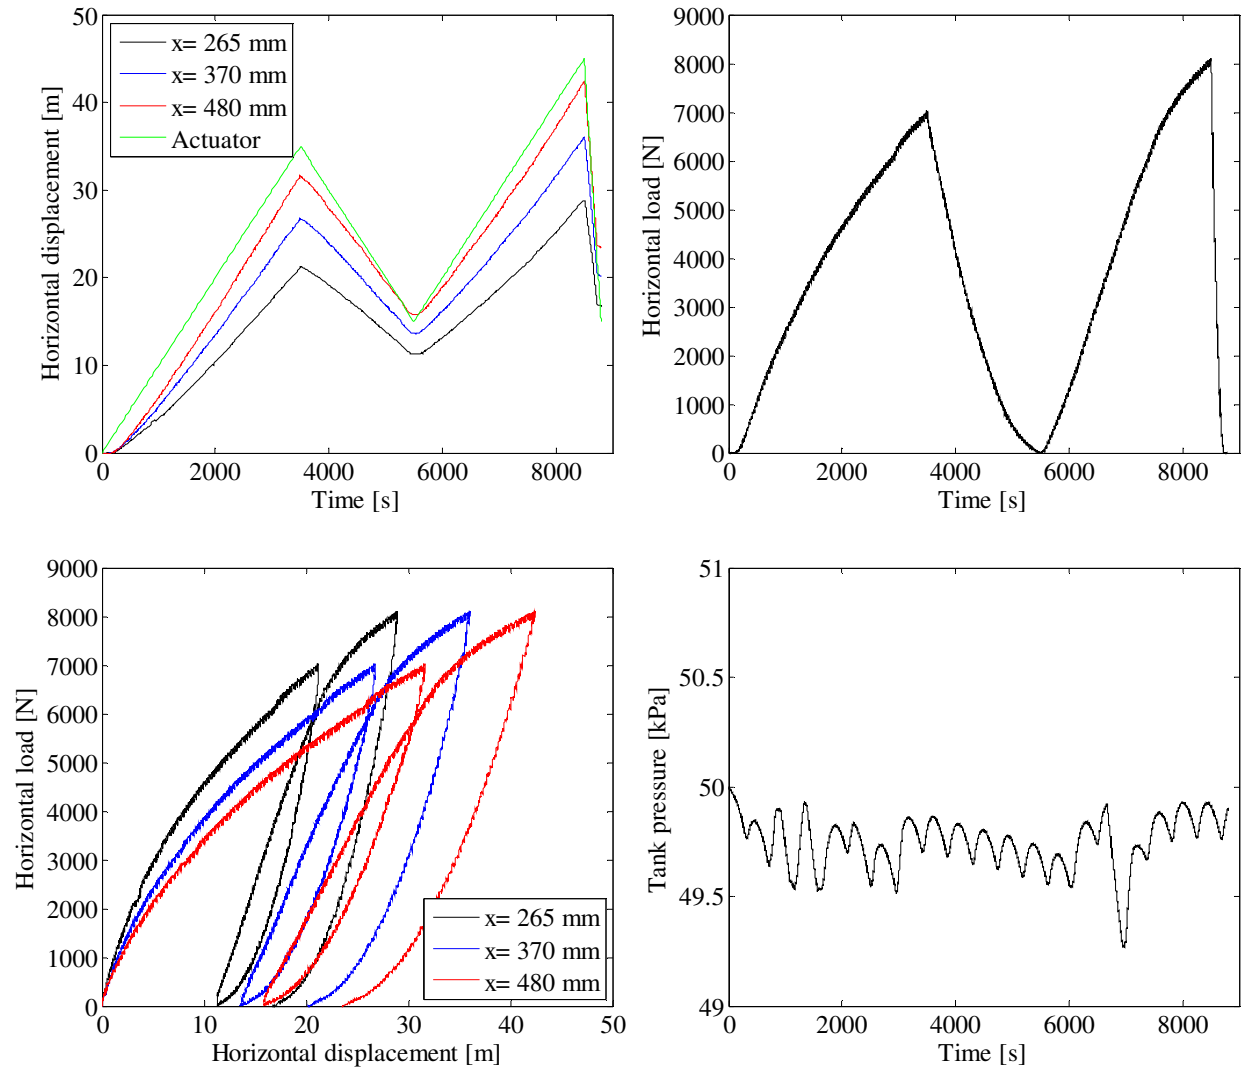 50
40
30
20
10
0
Horizontal displacement [m]
x= 265 mm
x= 370 mm
x= 480 mm
Actuator
0 2000 4000 6000 8000
Time [s]
9000
8000
7000
6000
5000
4000
3000
2000
1000
0
Horizontal load [N]
0 2000 4000 6000 8000
Time [s]
9000
8000
7000
6000
5000
4000
3000
2000
1000
0
Horizontal load [N]
x= 265 mm
x= 370 mm
x= 480 mm
0 10 20 30 40 50
Horizontal displacement [m]
51
50.5
50
49.5
49
Tank pressure [kPa]
0 2000 4000 6000 8000
Time [s]